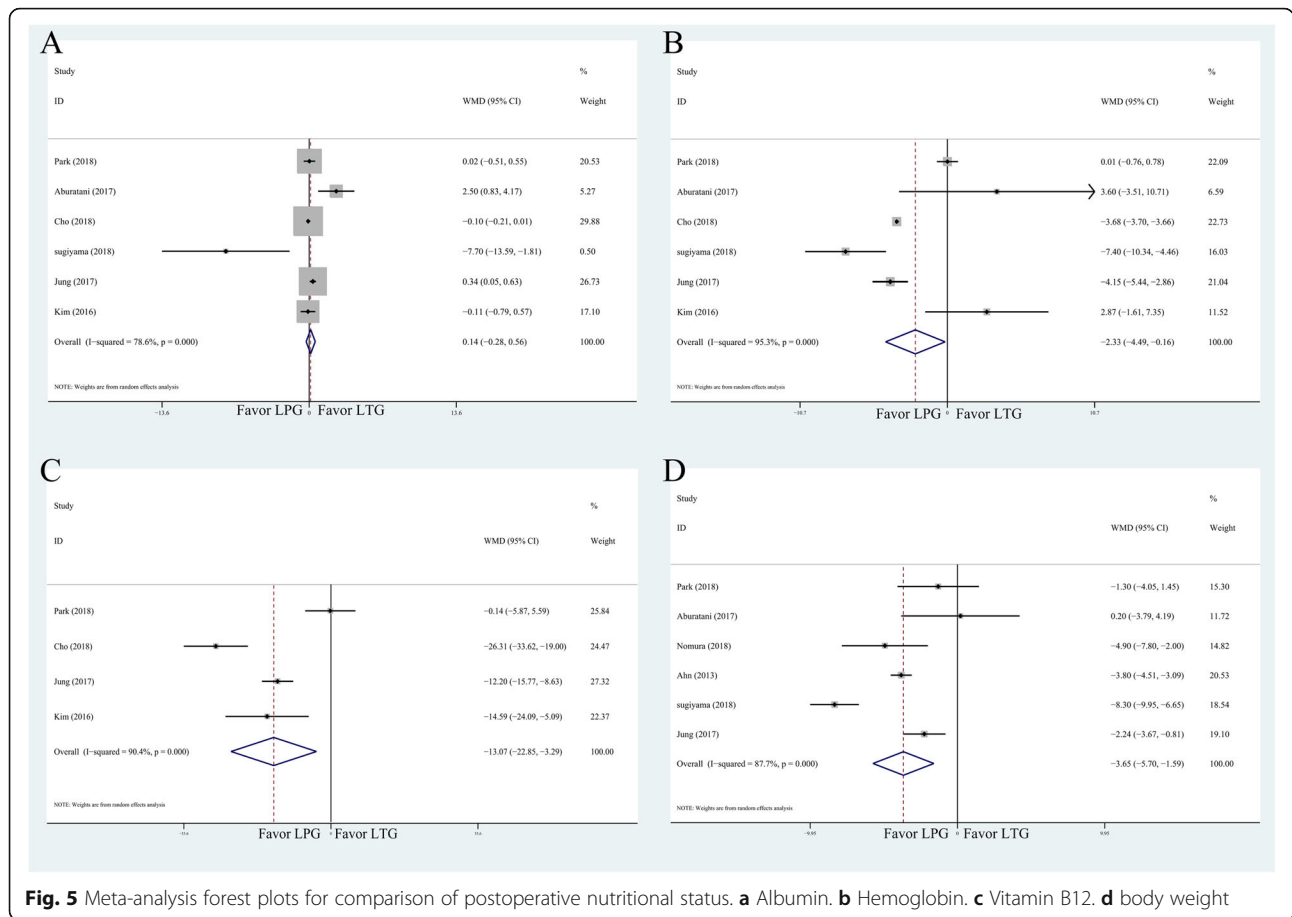 A
Study %
ID WMD (95% CI) Weight
Park (2018) 0.02 (−0.51, 0.55) 20.53
Aburatani (2017) 2.50 (0.83, 4.17) 5.27
Cho (2018) −0.10 (−0.21, 0.01) 29.88
sugiyama (2018) −7.70 (−13.59, −1.81) 0.50
Jung (2017) 0.34 (0.05, 0.63) 26.73
Kim (2016) −0.11 (−0.79, 0.57) 17.10
Overall (I−squared = 78.6%, p = 0.000) 0.14 (−0.28, 0.56) 100.00
NOTE: Weights are from random effects analysis
Favor LPG Favor LTG
−13.6 0 13.6
B
Study %
ID WMD (95% CI) Weight
Park (2018) 0.01 (−0.76, 0.78) 22.09
Aburatani (2017) 3.60 (−3.51, 10.71) 6.59
Cho (2018) −3.68 (−3.70, −3.66) 22.73
sugiyama (2018) −7.40 (−10.34, −4.46) 16.03
Jung (2017) −4.15 (−5.44, −2.86) 21.04
Kim (2016) 2.87 (−1.61, 7.35) 11.52
Overall (I−squared = 95.3%, p = 0.000) −2.33 (−4.49, −0.16) 100.00
NOTE: Weights are from random effects analysis
Favor LPG Favor LTG
−10.7 0 10.7
C
Study %
ID WMD (95% CI) Weight
Park (2018) −0.14 (−5.87, 5.59) 25.84
Cho (2018) −26.31 (−33.62, −19.00) 24.47
Jung (2017) −12.20 (−15.77, −8.63) 27.32
Kim (2016) −14.59 (−24.09, −5.09) 22.37
Overall (I−squared = 90.4%, p = 0.000) −13.07 (−22.85, −3.29) 100.00
NOTE: Weights are from random effects analysis
Favor LPG Favor LTG
−33.6 0 33.6
D
Study %
ID WMD (95% CI) Weight
Park (2018) −1.30 (−4.05, 1.45) 15.30
Aburatani (2017) 0.20 (−3.79, 4.19) 11.72
Nomura (2018) −4.90 (−7.80, −2.00) 14.82
Ahn (2013) −3.80 (−4.51, −3.09) 20.53
sugiyama (2018) −8.30 (−9.95, −6.65) 18.54
Jung (2017) −2.24 (−3.67, −0.81) 19.10
Overall (I−squared = 87.7%, p = 0.000) −3.65 (−5.70, −1.59) 100.00
NOTE: Weights are from random effects analysis
Favor LPG Favor LTG
−9.95 0 9.95
Fig. 5 Meta-analysis forest plots for comparison of postoperative nutritional status. a Albumin. b Hemoglobin. c Vitamin B12. d body weight